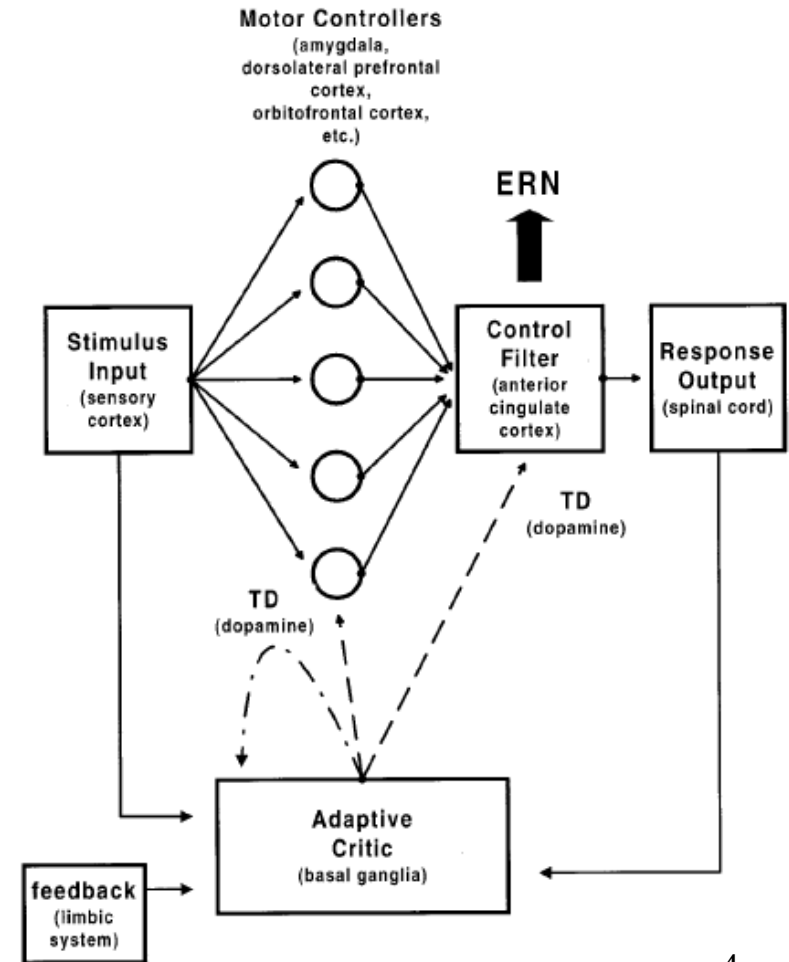 Motor Controllers
(amygdala,
dorsolateral prefrontal
cortex,
orbitofrontal cortex,
etc.)
ERN
Stimulus
Input
(sensory
cortex)
Control
Filter
(anterior
cingulate
cortex)
Response
Output
(spinal cord)
TD
(dopamine)
TD
(dopamine)
Adaptive
Critic
(basal ganglia)
feedback
(limbic
system)
4